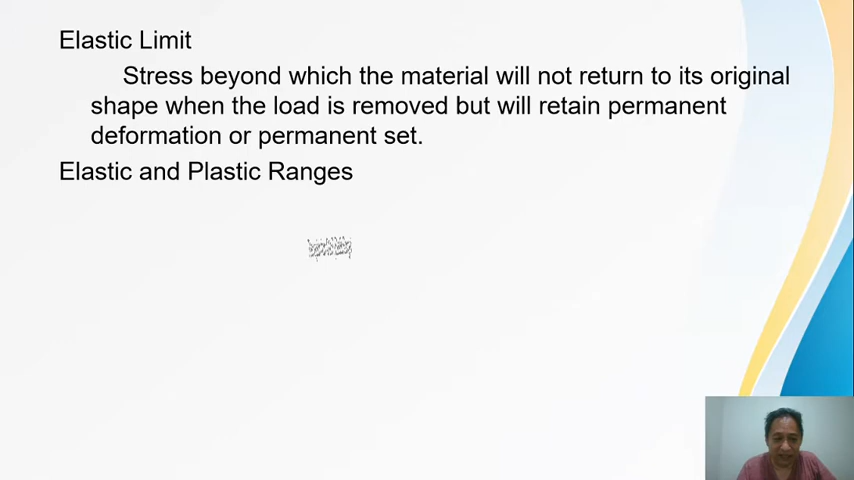 Elastic Limit
Stress beyond which the material will not return to its original
shape when the load is removed but will retain permanent
deformation or permanent set.
Elastic and Plastic Ranges